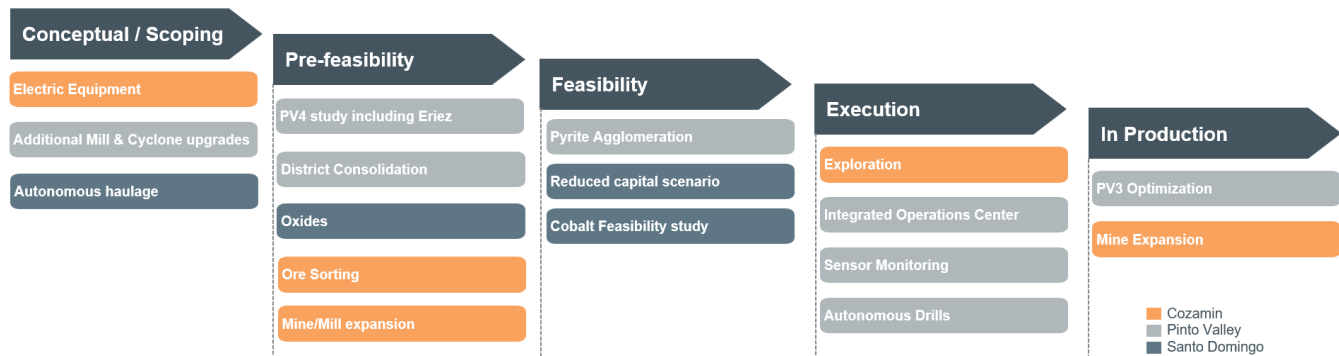 Conceptual / Scoping
Electric Equipment
Additional Mill & Cyclone upgrades
Autonomous haulage
Pre-feasibility
PV4 study including Eriez
District Consolidation
Oxides
Ore Sorting
Mine/Mill expansion
Feasibility
Pyrite Agglomeration
Reduced capital scenario
Cobalt Feasibility study
Execution
Exploration
Integrated Operations Center
Sensor Monitoring
Autonomous Drills
In Production
PV3 Optimization
Mine Expansion
Cozamin
Pinto Valley
Santo Domingo